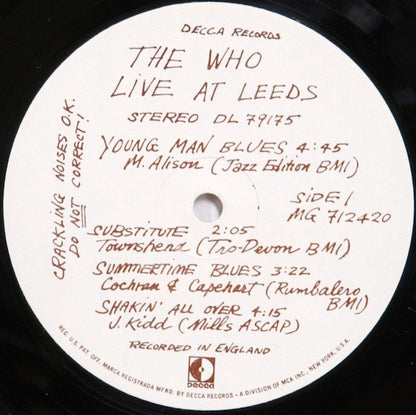 DECCA RECORDS
THE WHO
LIVE AT LEEDS
STEREO DL 79175
YOUNG MAN BLUES 4:45
M. Alison (Jazz Edition BMI)
SIDE 1
MG 712420
CRACKLING NOISES O.K.
DO NOT CORRECT!
SUBSTITUTE 2:05
Townshend (Tro-Devon BMI)
SUMMERTIME BLUES 3:22
Cochran & Capehart (Rumbalero
BMI)
SHAKIN' ALL OVER 4:15
J. Kidd (Mills ASCAP)
RECORDED IN ENGLAND
DECCA
REG. U.S. PAT. OFF. MARCA REGISTRADA MFRD. BY DECCA RECORDS - A DIVISION OF MCA INC., NEW YORK, U.S.A.